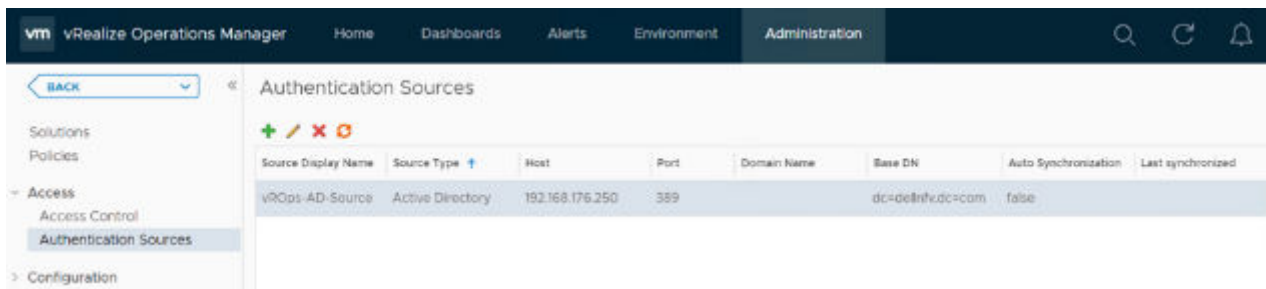 vm vRealize Operations Manager Home Dashboards Alerts Environment Administration
BACK
Authentication Sources
Solutions
Policies
Source Display Name Source Type Host Port Domain Name Base DN Auto Synchronization Last synchronized
Access
vROps-AD-Source Active Directory 192.168.176.250 389 dc=dellnfv,dc=com false
Access Control
Authentication Sources
Configuration